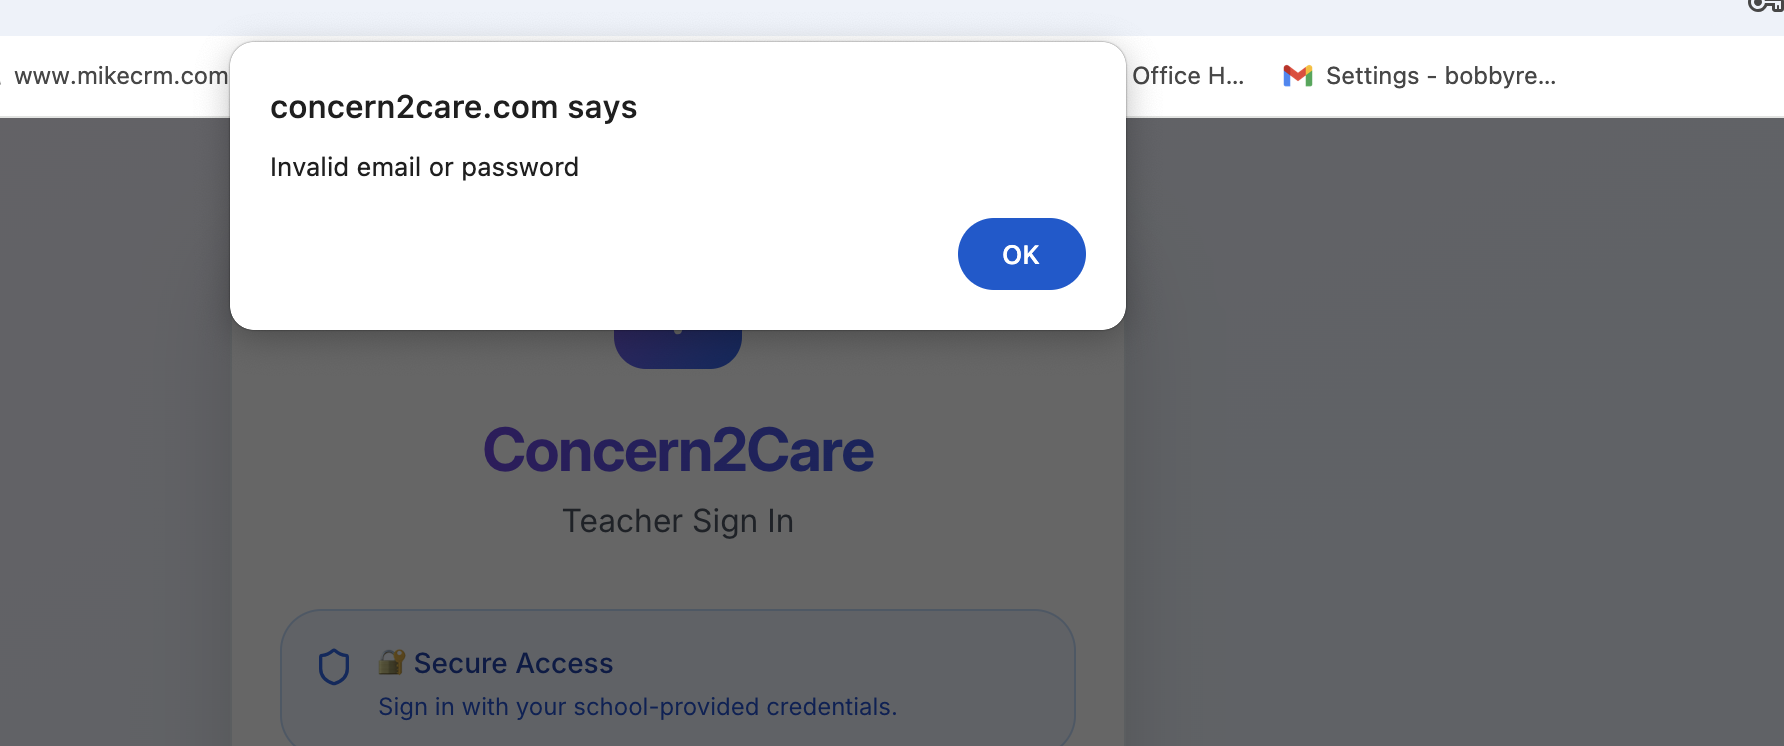 www.mikecrm.com
Office H...
Settings - bobbyre...
concern2care.com says
Invalid email or password
OK
Concern2Care
Teacher Sign In
🔐 Secure Access
Sign in with your school-provided credentials.